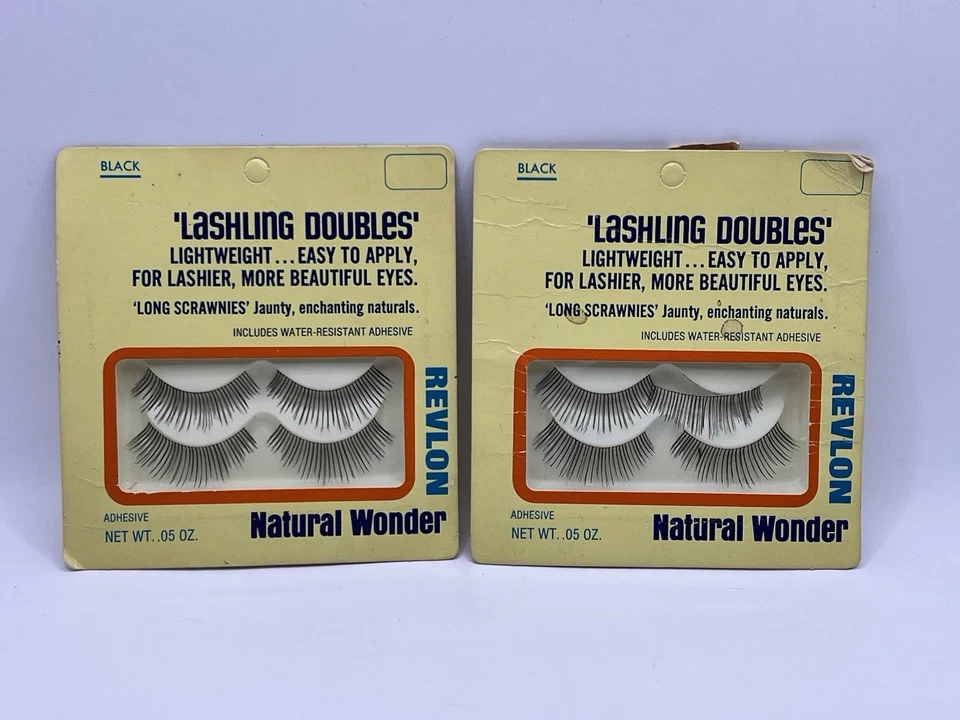 BLACK
'LASHLING DOUBLES'
LIGHTWEIGHT...EASY TO APPLY,
FOR LASHIER, MORE BEAUTIFUL EYES.
'LONG SCRAWNIES' Jaunty, enchanting naturals.
INCLUDES WATER-RESISTANT ADHESIVE
REVLON
ADHESIVE
NET WT..05 OZ.
Natural Wonder
BLACK
'LASHLING DOUBLES'
LIGHTWEIGHT...EASY TO APPLY,
FOR LASHIER, MORE BEAUTIFUL EYES.
'LONG SCRAWNIES' Jaunty, enchanting naturals.
INCLUDES WATER-RESISTANT ADHESIVE
REVLON
ADHESIVE
NET WT..05 OZ.
Natural Wonder